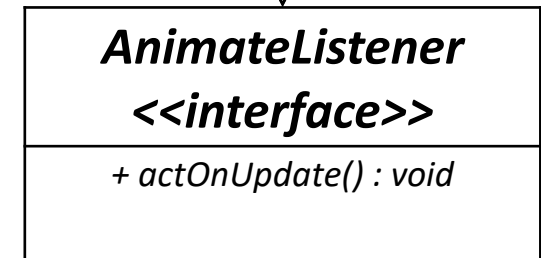 AnimateListener
<<interface>>
+ actOnUpdate() : void